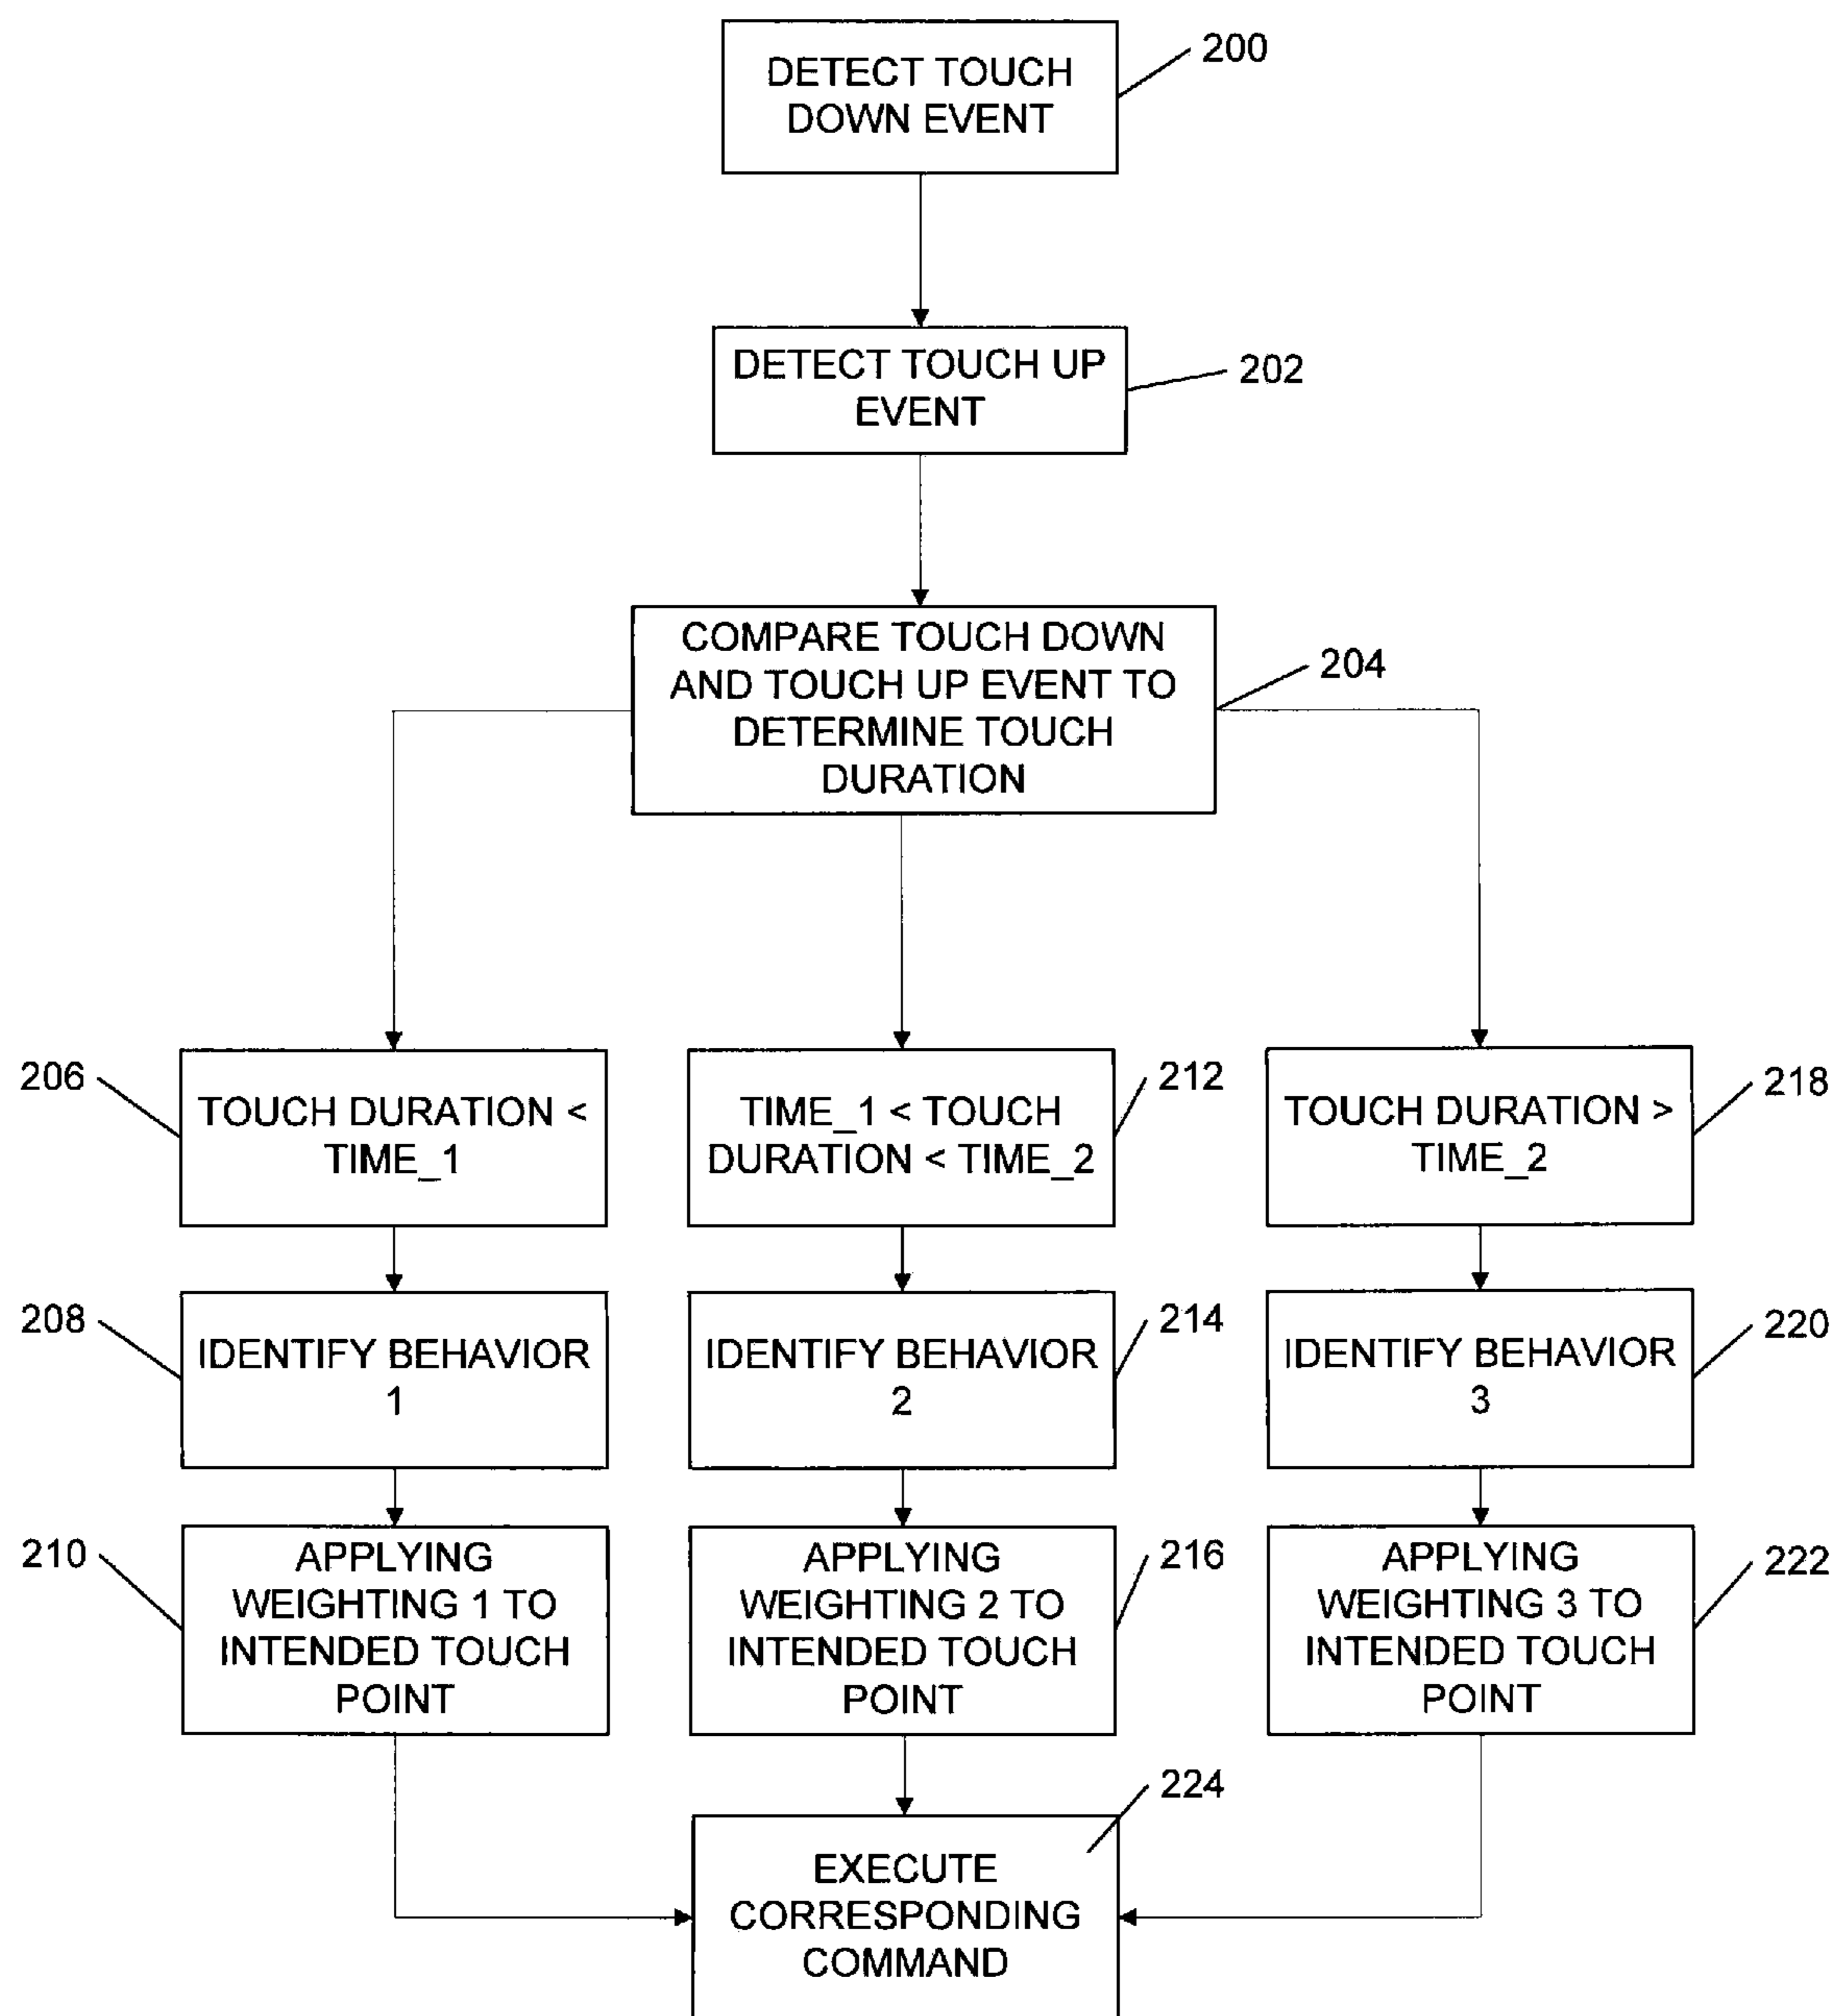 DETECT TOUCH
DOWN EVENT
200
DETECT TOUCH UP
EVENT
202
COMPARE TOUCH DOWN
AND TOUCH UP EVENT TO
DETERMINE TOUCH
DURATION
204
206
TOUCH DURATION <
TIME_1
TIME_1 < TOUCH
DURATION < TIME_2
212
TOUCH DURATION >
TIME_2
218
208
IDENTIFY BEHAVIOR
1
IDENTIFY BEHAVIOR
2
214
IDENTIFY BEHAVIOR
3
220
210
APPLYING
WEIGHTING 1 TO
INTENDED TOUCH
POINT
APPLYING
WEIGHTING 2 TO
INTENDED TOUCH
POINT
216
APPLYING
WEIGHTING 3 TO
INTENDED TOUCH
POINT
222
224
EXECUTE
CORRESPONDING
COMMAND